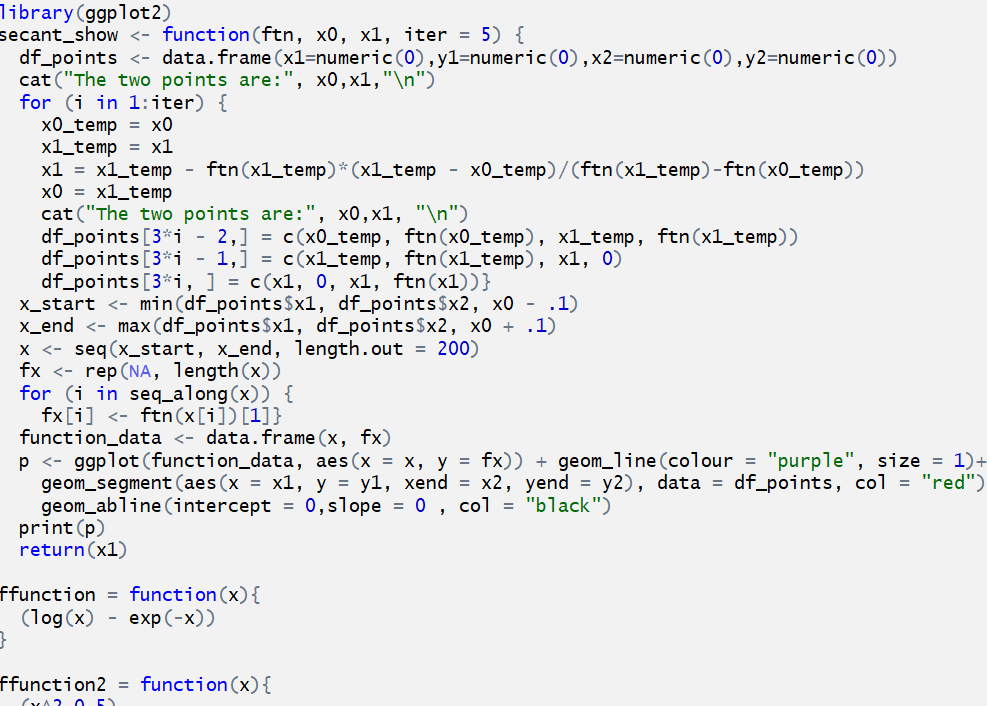 library(ggplot2)
secant_show <- function(ftn, x0, x1, iter = 5) {
  df_points <- data.frame(x1=numeric(0),y1=numeric(0),x2=numeric(0),y2=numeric(0))
  cat("The two points are:", x0,x1,"\n")
  for (i in 1:iter) {
    x0_temp = x0
    x1_temp = x1
    x1 = x1_temp - ftn(x1_temp)*(x1_temp - x0_temp)/(ftn(x1_temp)-ftn(x0_temp))
    x0 = x1_temp
    cat("The two points are:", x0,x1, "\n")
    df_points[3*i - 2,] = c(x0_temp, ftn(x0_temp), x1_temp, ftn(x1_temp))
    df_points[3*i - 1,] = c(x1_temp, ftn(x1_temp), x1, 0)
    df_points[3*i, ] = c(x1, 0, x1, ftn(x1))}
  x_start <- min(df_points$x1, df_points$x2, x0 - .1)
  x_end <- max(df_points$x1, df_points$x2, x0 + .1)
  x <- seq(x_start, x_end, length.out = 200)
  fx <- rep(NA, length(x))
  for (i in seq_along(x)) {
    fx[i] <- ftn(x[i])[1]}
  function_data <- data.frame(x, fx)
  p <- ggplot(function_data, aes(x = x, y = fx)) + geom_line(colour = "purple", size = 1)+
    geom_segment(aes(x = x1, y = y1, xend = x2, yend = y2), data = df_points, col = "red")
    geom_abline(intercept = 0,slope = 0 , col = "black")
  print(p)
  return(x1)
ffunction = function(x){
  (log(x) - exp(-x))
}
ffunction2 = function(x){
  (x^2-0.5)